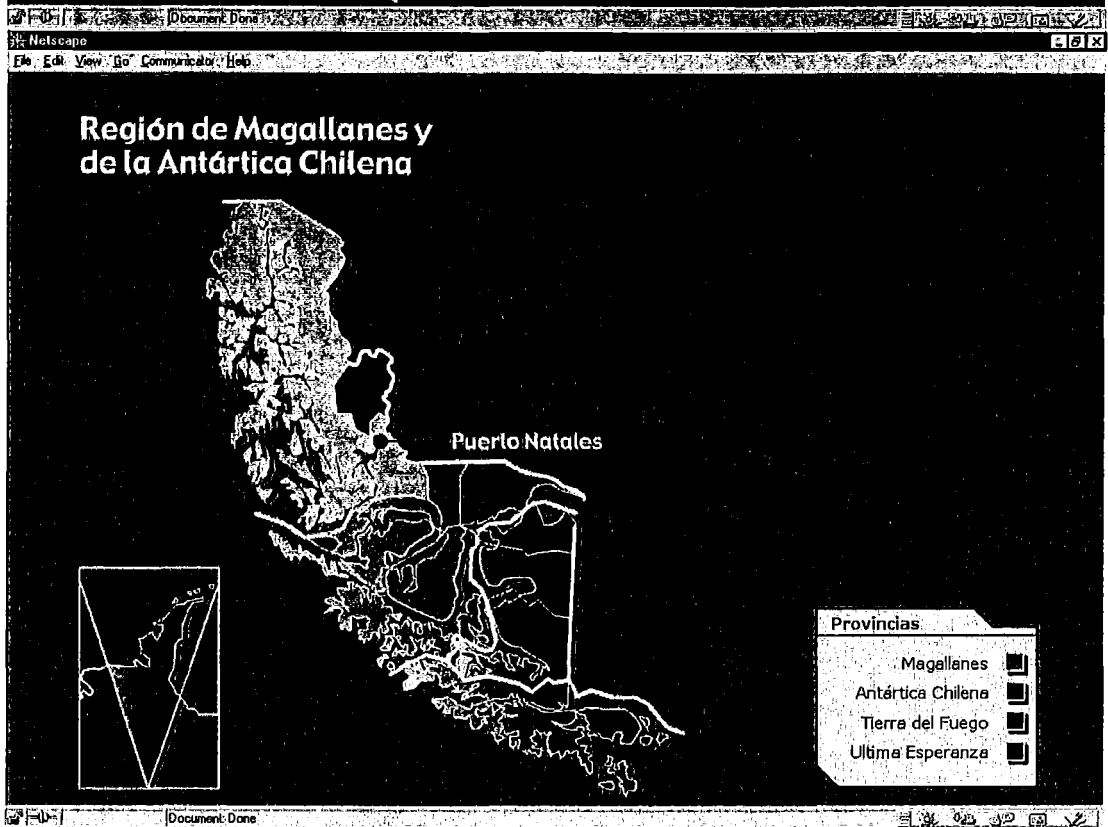 Document: Done
Netscape
File Edit View Go Communicator Help
Región de Magallanes y
de la Antártica Chilena
Puerto Natales
Provincias
Magallanes
Antártica Chilena
Tierra del Fuego
Ultima Esperanza
Document: Done